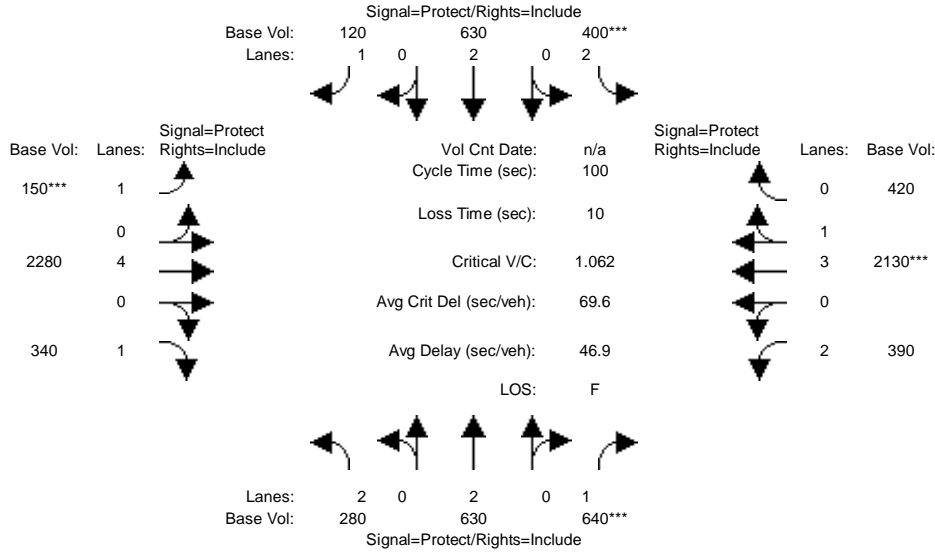 Signal=Protect/Rights=Include
Base Vol: 120 630 400***
Lanes: 1 0 2 0 2
Signal=Protect
Base Vol: Lanes: Rights=Include
Vol Cnt Date: n/a
Signal=Protect
Rights=Include Lanes: Base Vol:
Cycle Time (sec): 100
150*** 1
0 420
Loss Time (sec): 10
0
1
2280 4
Critical V/C: 1.062
3 2130***
0
Avg Crit Del (sec/veh): 69.6
0
340 1
Avg Delay (sec/veh): 46.9
2 390
LOS: F
Lanes: 2 0 2 0 1
Base Vol: 280 630 640***
Signal=Protect/Rights=Include